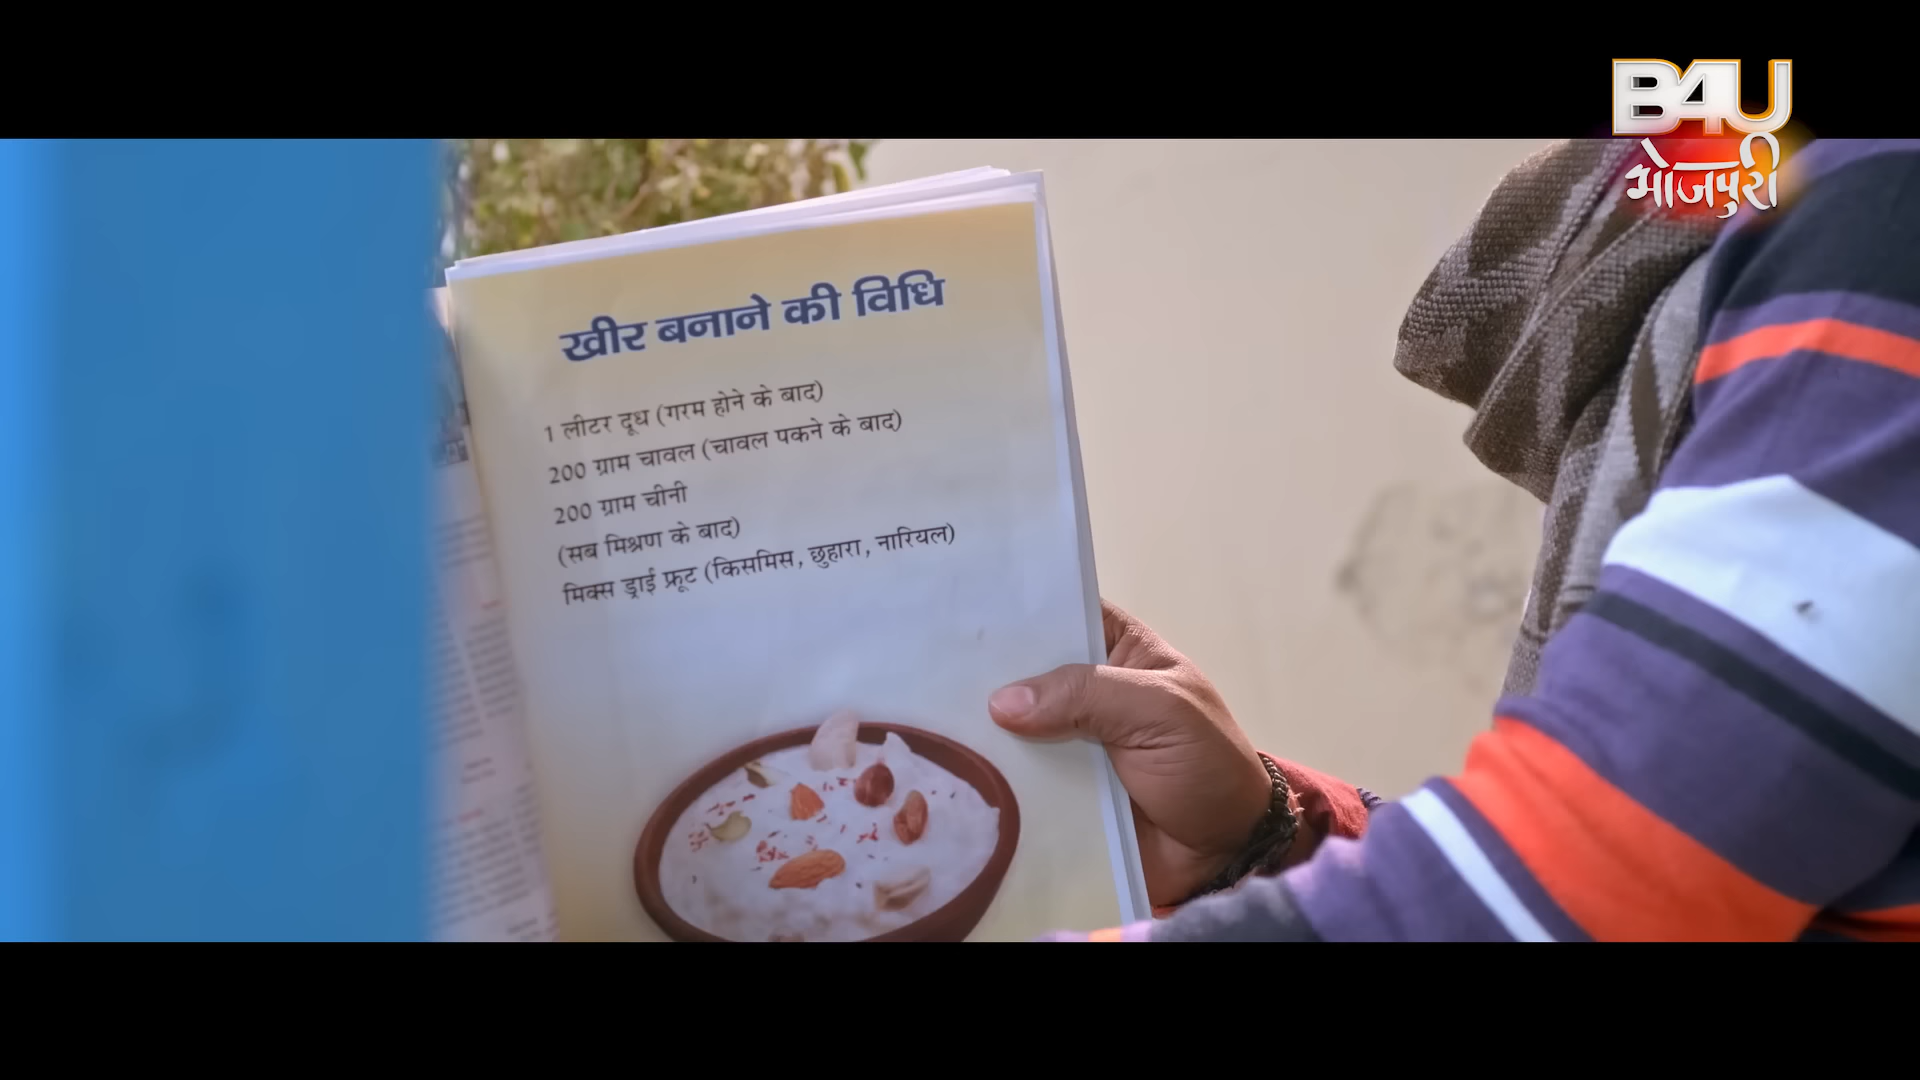 B4U
भोजपुरी
खीर बनाने की विधि
1 लीटर दूध (गरम होने के बाद)
200 ग्राम चावल (चावल पकने के बाद)
200 ग्राम चीनी
(सब मिश्रण के बाद)
मिक्स ड्राई फ्रूट (किसमिस, छुहारा, नारियल)